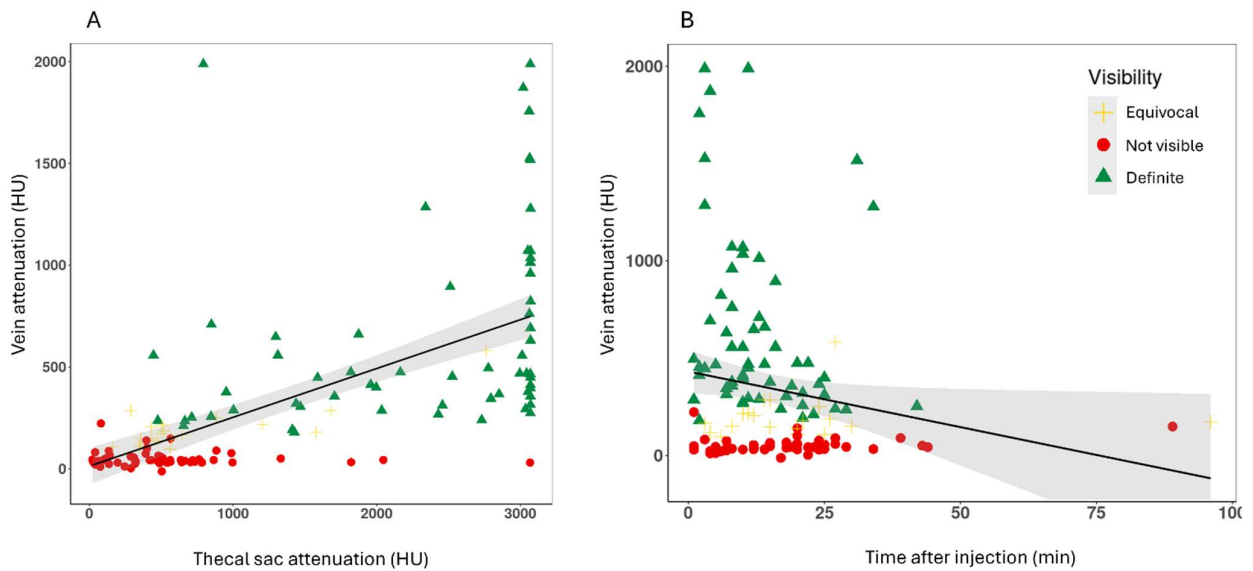 A
B
2000
1500
1000
500
0
Vein attenuation (HU)
0
1000
2000
3000
Thecal sac attenuation (HU)
2000
1000
0
Vein attenuation (HU)
Visibility
Equivocal
Not visible
Definite
0
25
50
75
100
Time after injection (min)